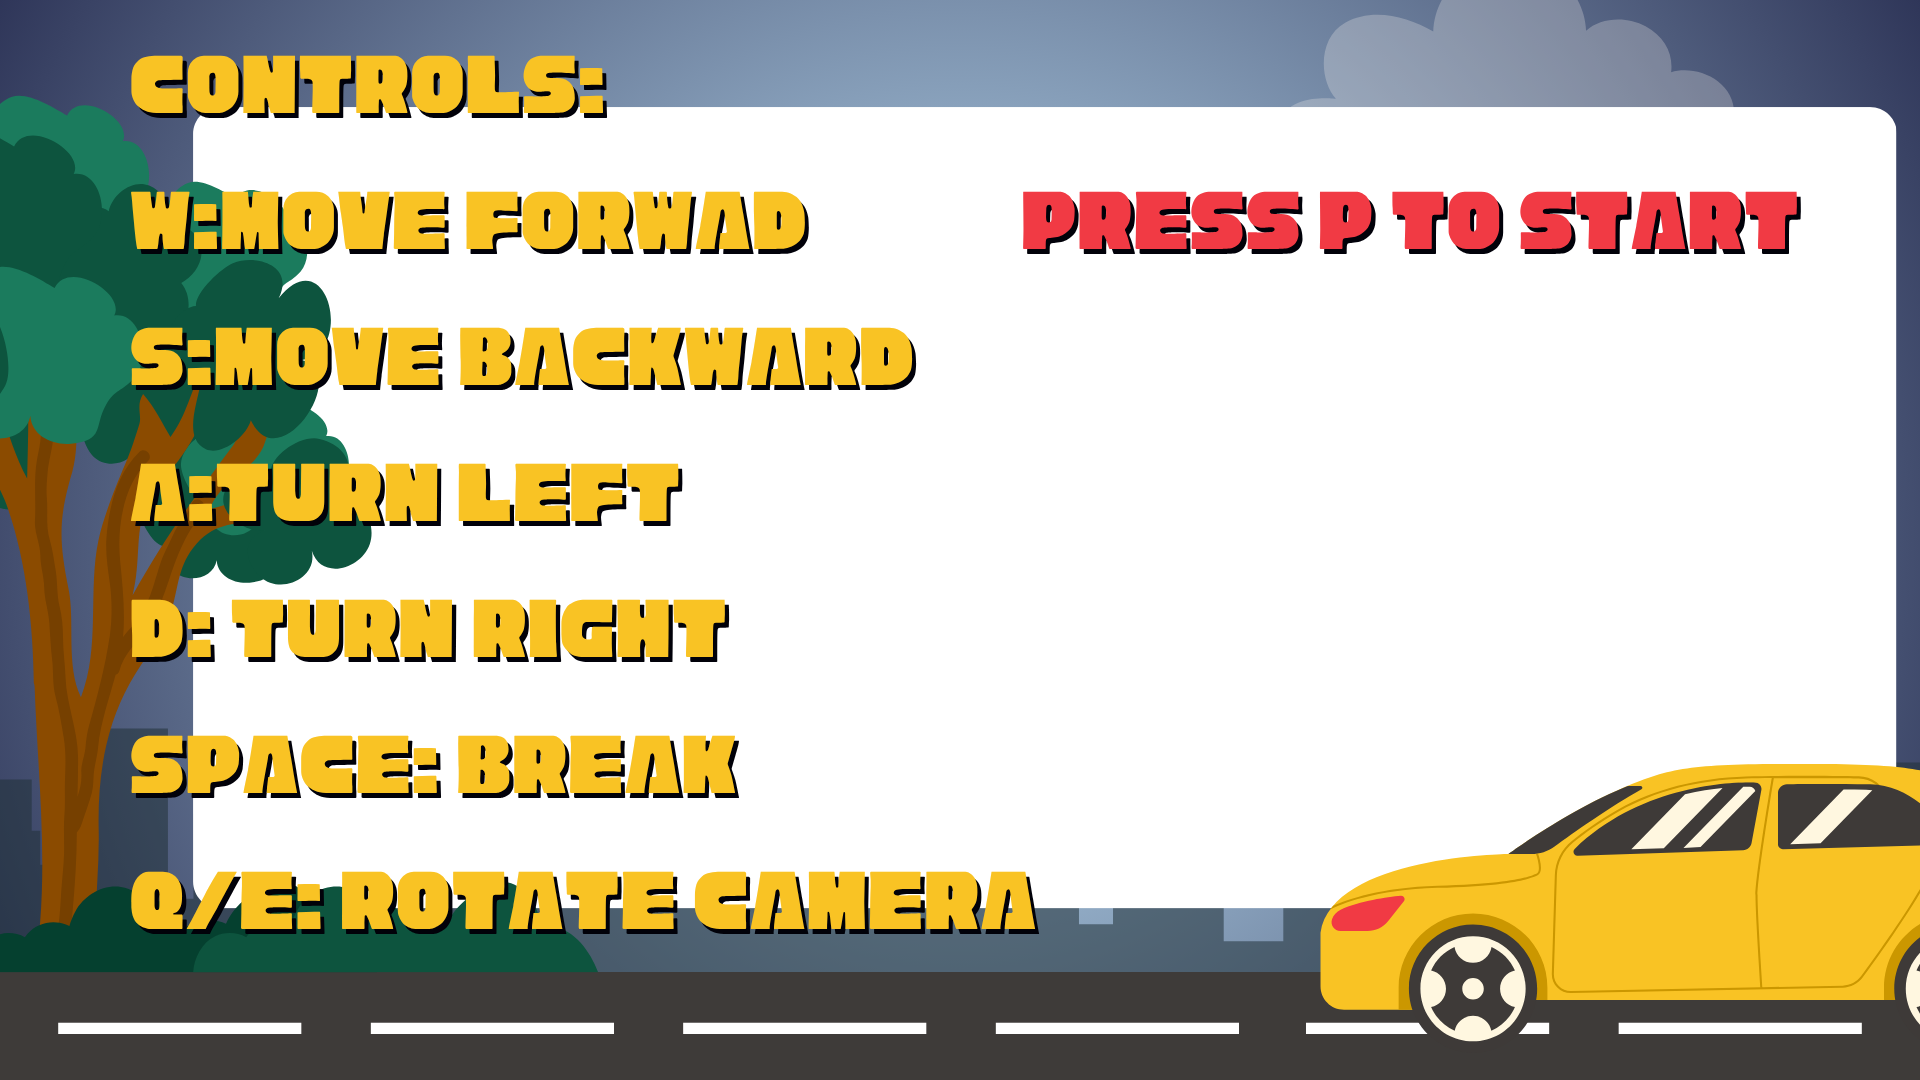 CONTROLS:
W:MOVE FORWAD
PRESS P TO START
S:MOVE BACKWARD
A:TURN LEFT
D: TURN RIGHT
SPACE: BREAK
Q/E: ROTATE CAMERA